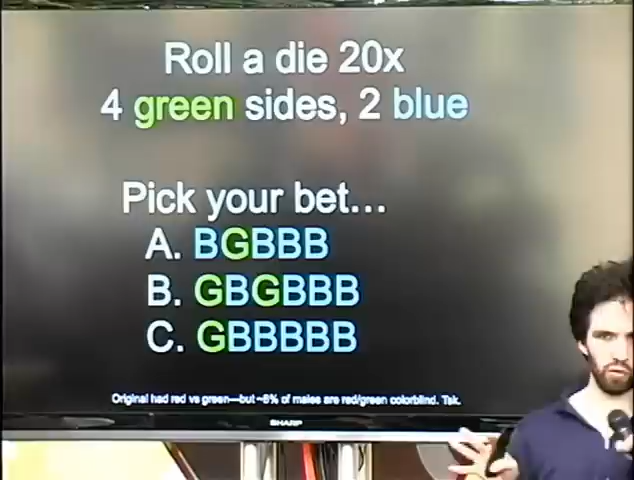 Roll a die 20x
4 green sides, 2 blue
Pick your bet...
A. BGBBB
B. GBGBBB
C. GBBBBB
Original had red vs green—but ~8% of males are red/green colorblind. Tsk.
SHARP